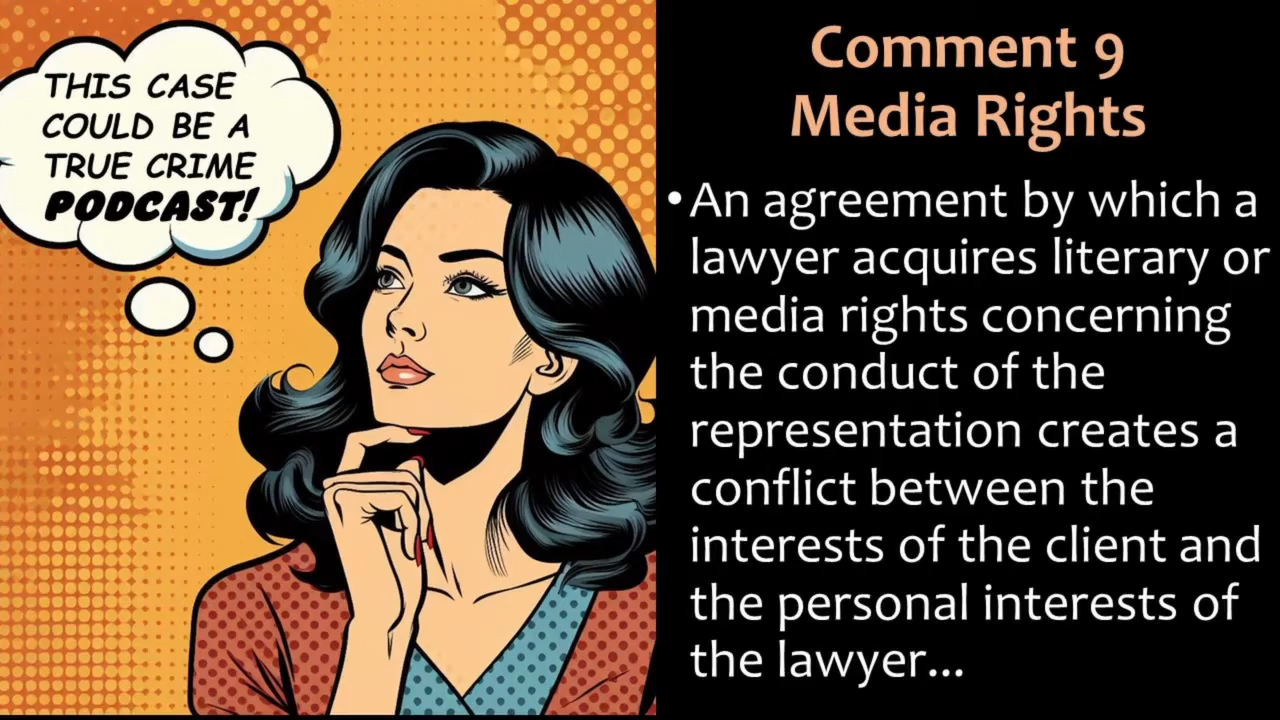 THIS CASE
COULD BE A
TRUE CRIME
PODCAST!
Comment 9
Media Rights
•An agreement by which a
lawyer acquires literary or
media rights concerning
the conduct of the
representation creates a
conflict between the
interests of the client and
the personal interests of
the lawyer...